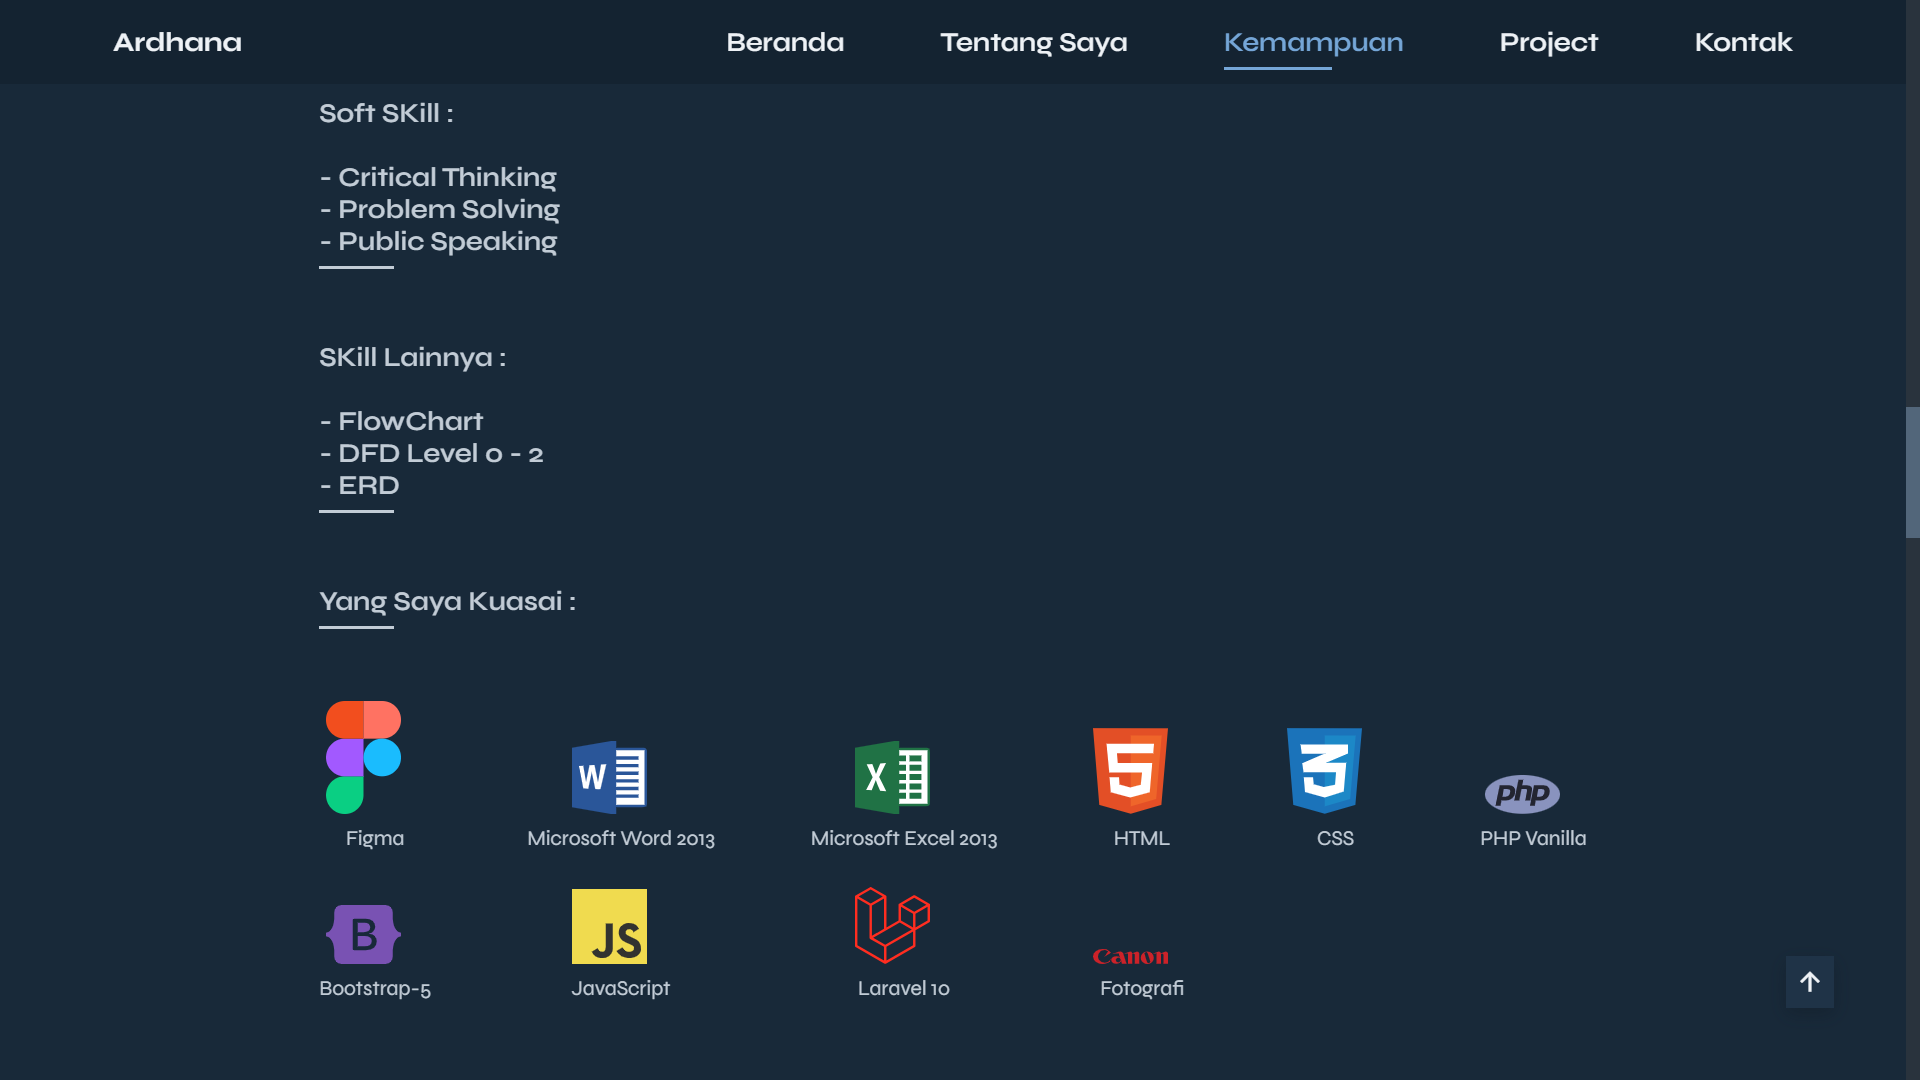 Ardhana Beranda Tentang Saya Kemampuan Project Kontak
Soft SKill :
- Critical Thinking
- Problem Solving
- Public Speaking
SKill Lainnya :
- FlowChart
- DFD Level 0 - 2
- ERD
Yang Saya Kuasai :
W X 5 3 php
Figma Microsoft Word 2013 Microsoft Excel 2013 HTML CSS PHP Vanilla
B JS Canon
Bootstrap-5 JavaScript Laravel 10 Fotografi